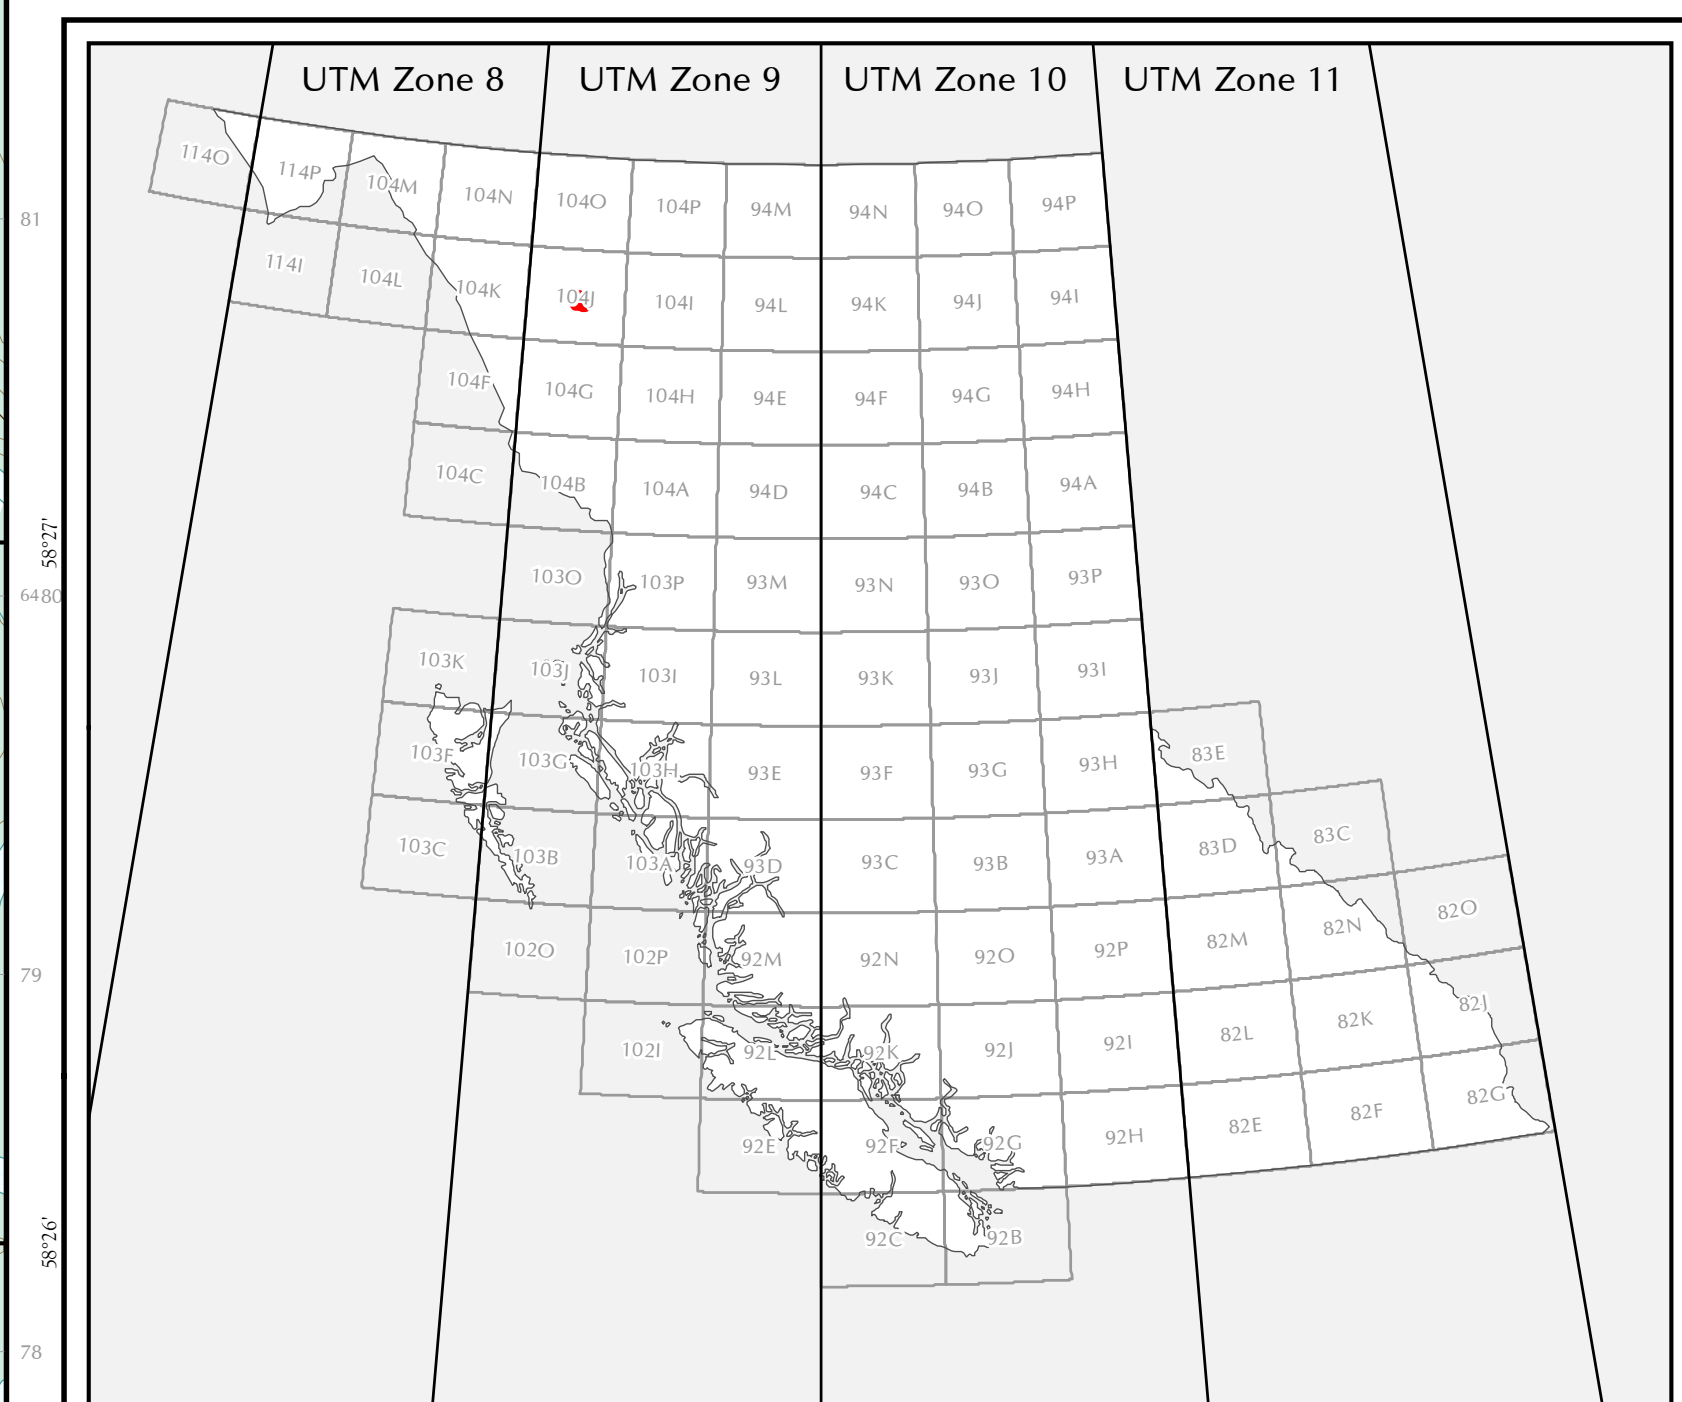 UTM Zone 8 UTM Zone 9 UTM Zone 10 UTM Zone 11
114O 114P 104M 104N 104O 104P 94M 94N 94O 94P
81
114I 104L 104K 104J 104I 94L 94K 94J 94I
104F 104G 104H 94E 94F 94G 94H
104C 104B 104A 94D 94C 94B 94A
58°27'
103O 103P 93M 93N 93O 93P
6480
103K 103J 103I 93L 93K 93J 93I
103F 103G 103H 93E 93F 93G 93H 83E
103C 103B 103A 93D 93C 93B 93A 83D 83C
102O 102P 92M 92N 92O 92P 82M 82N 82O
79
102I 92L 92K 92J 92I 82L 82K 82J
92E 92F 92G 92H 82E 82F 82G
58°26'
92C 92B
78